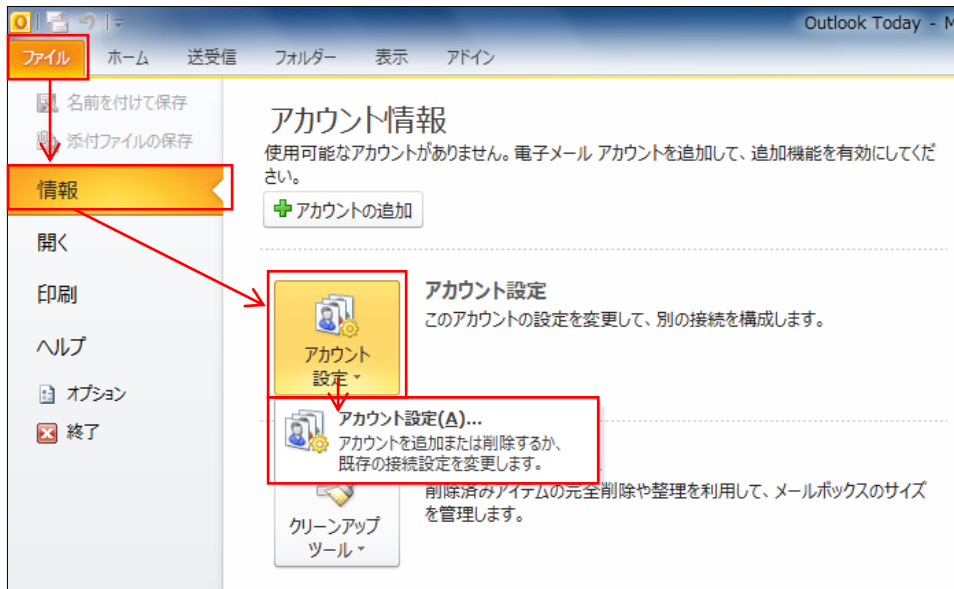 Outlook Today - M
ファイル ホーム 送受信 フォルダー 表示 アドイン
名前を付けて保存
添付ファイルの保存
情報
開く
印刷
ヘルプ
オプション
終了
アカウント情報
使用可能なアカウントがありません。電子メール アカウントを追加して、追加機能を有効にしてくだ
さい。
アカウントの追加
アカウント
設定
アカウント設定
このアカウントの設定を変更して、別の接続を構成します。
アカウント設定(A)...
アカウントを追加または削除するか、
既存の接続設定を変更します。
クリーンアップ
ツール
削除済みアイテムの完全削除や整理を利用して、メールボックスのサイズ
を管理します。